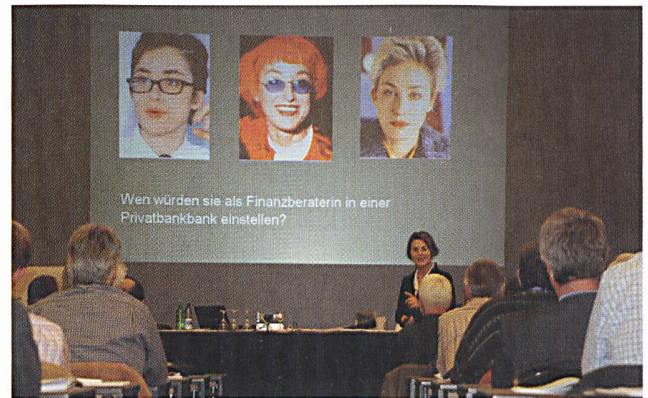 Wen würden sie als Finanzberaterin in einer
Privatbankbank einstellen?